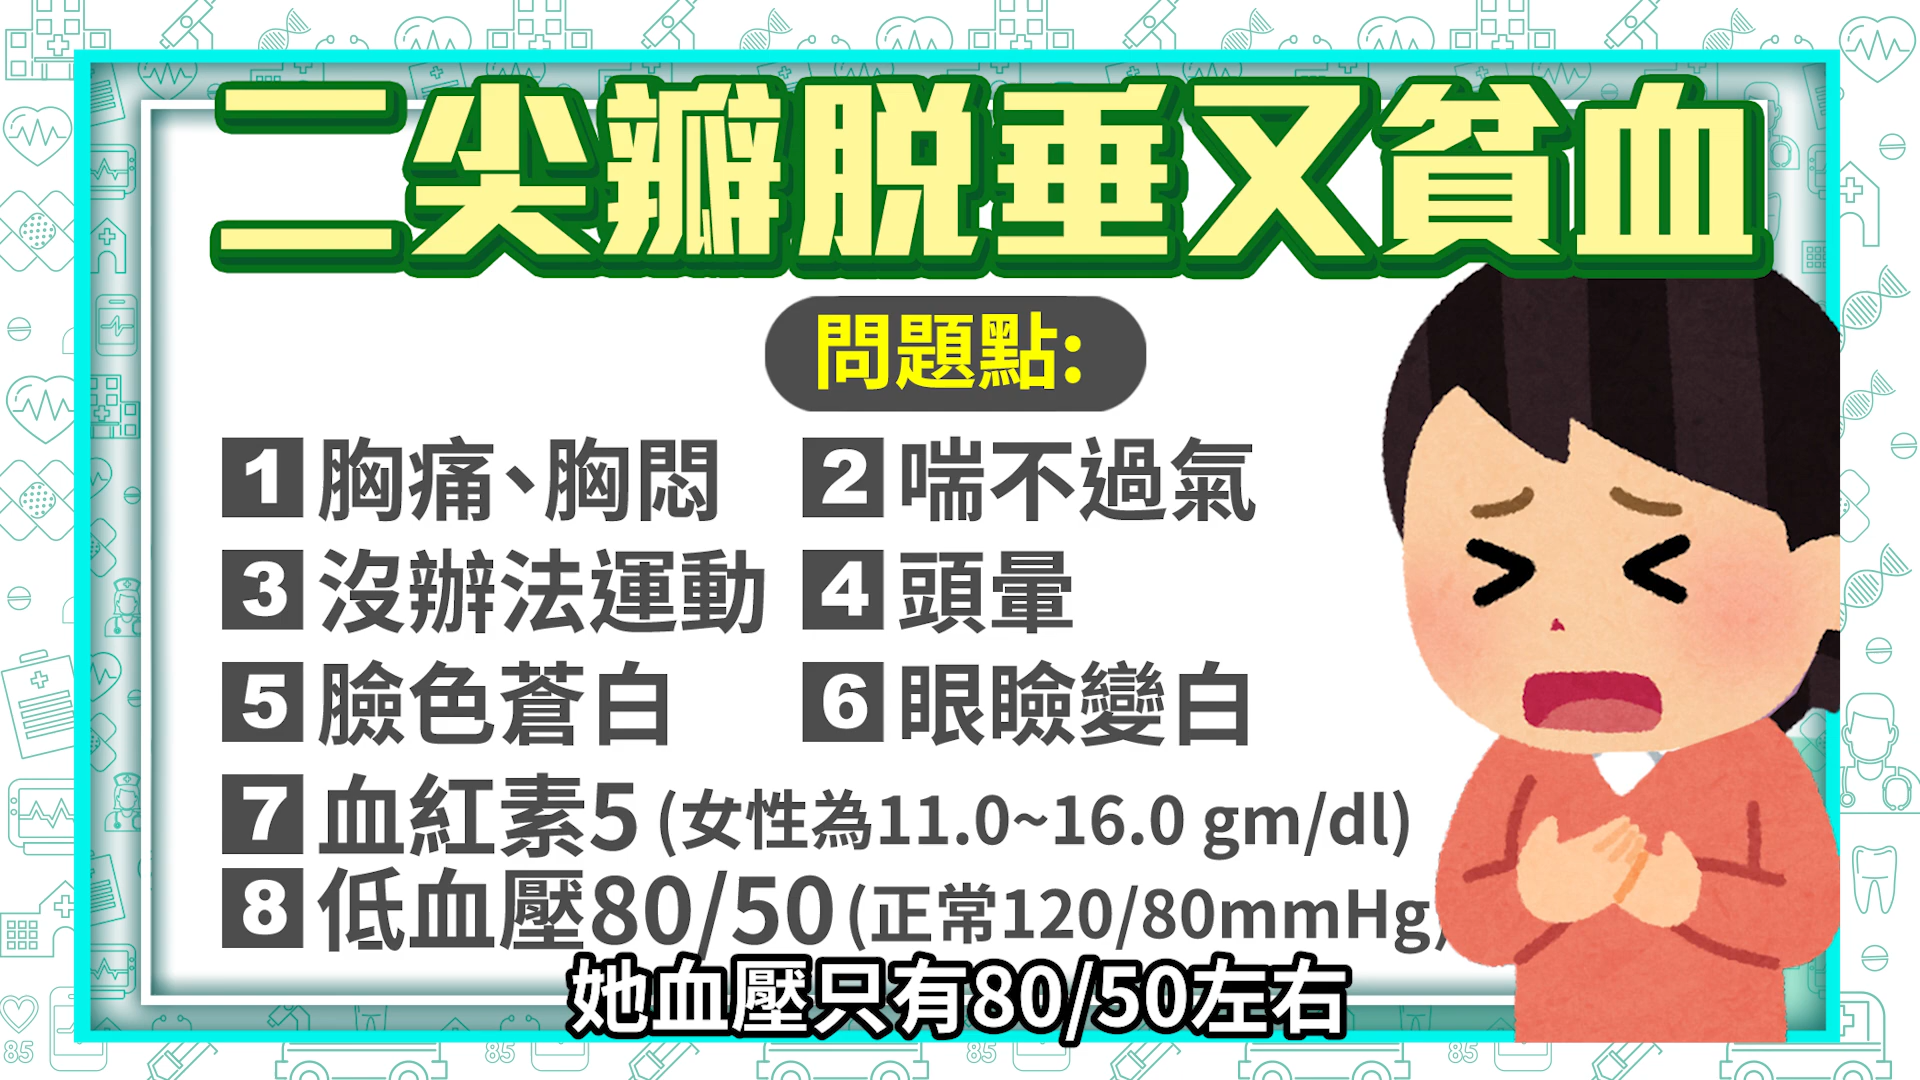 二尖瓣脫垂又貧血
問題點:
1 胸痛、胸悶 2 喘不過氣
3 沒辦法運動 4 頭暈
5 臉色蒼白 6 眼瞼變白
7 血紅素5 (女性為11.0~16.0 gm/dl)
8 低血壓80/50 (正常120/80mmHg)
她血壓只有80/50左右
85 85 85 85